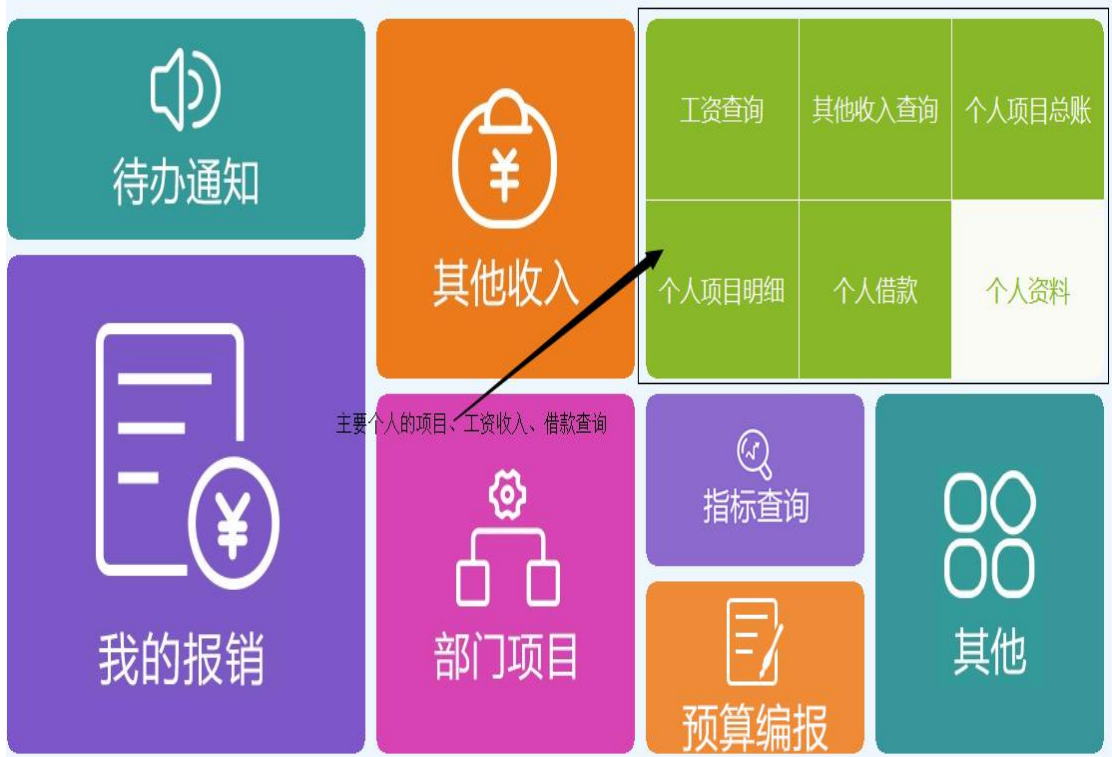 待办通知
其他收入
工资查询
其他收入查询
个人项目总账
个人项目明细
个人借款
个人资料
主要个人的项目、工资收入、借款查询
我的报销
部门项目
指标查询
预算编报
其他